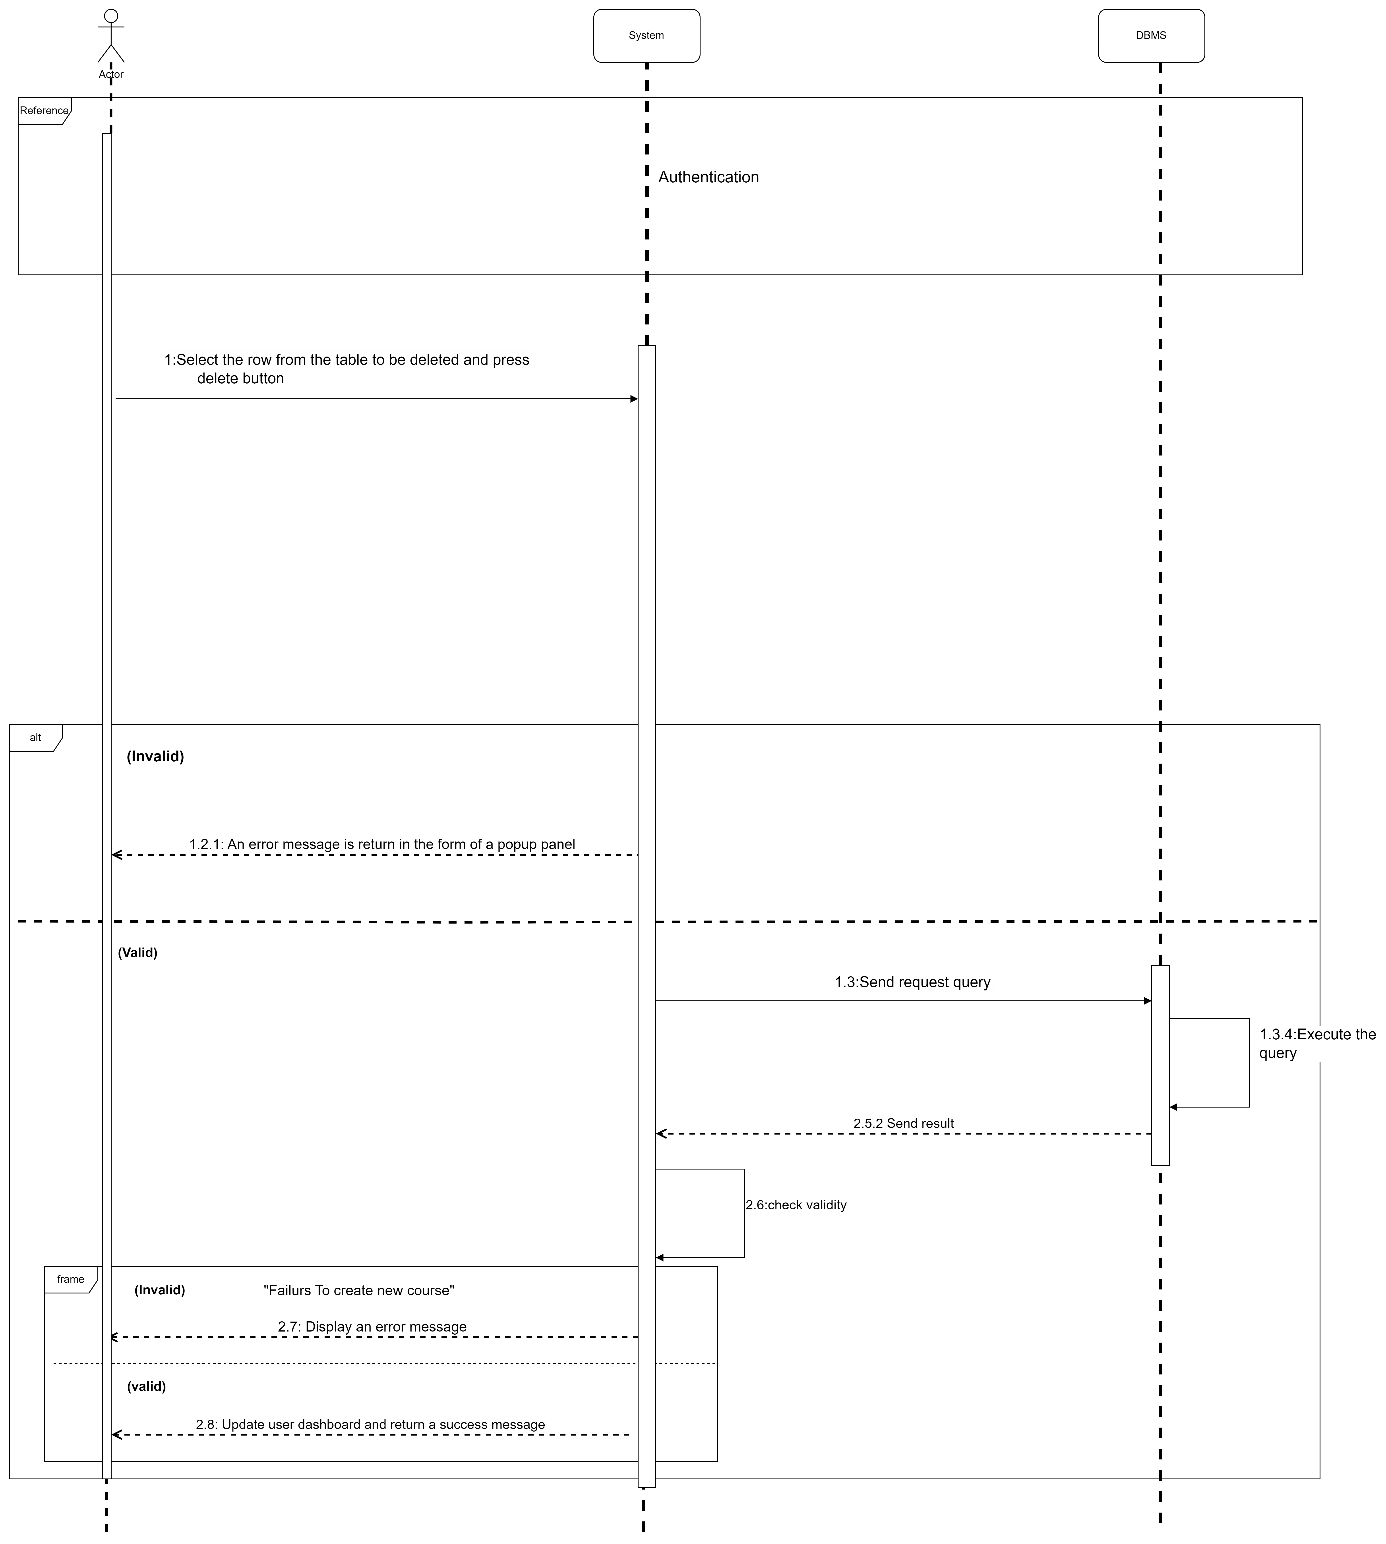 Actor
System
DBMS
Reference
Authentication
1:Select the row from the table to be deleted and press
delete button
alt
(Invalid)
1.2.1: An error message is return in the form of a popup panel
(Valid)
1.3:Send request query
1.3.4:Execute the
query
2.5.2 Send result
2.6:check validity
frame
(Invalid)
"Failurs To create new course"
2.7: Display an error message
(valid)
2.8: Update user dashboard and return a success message